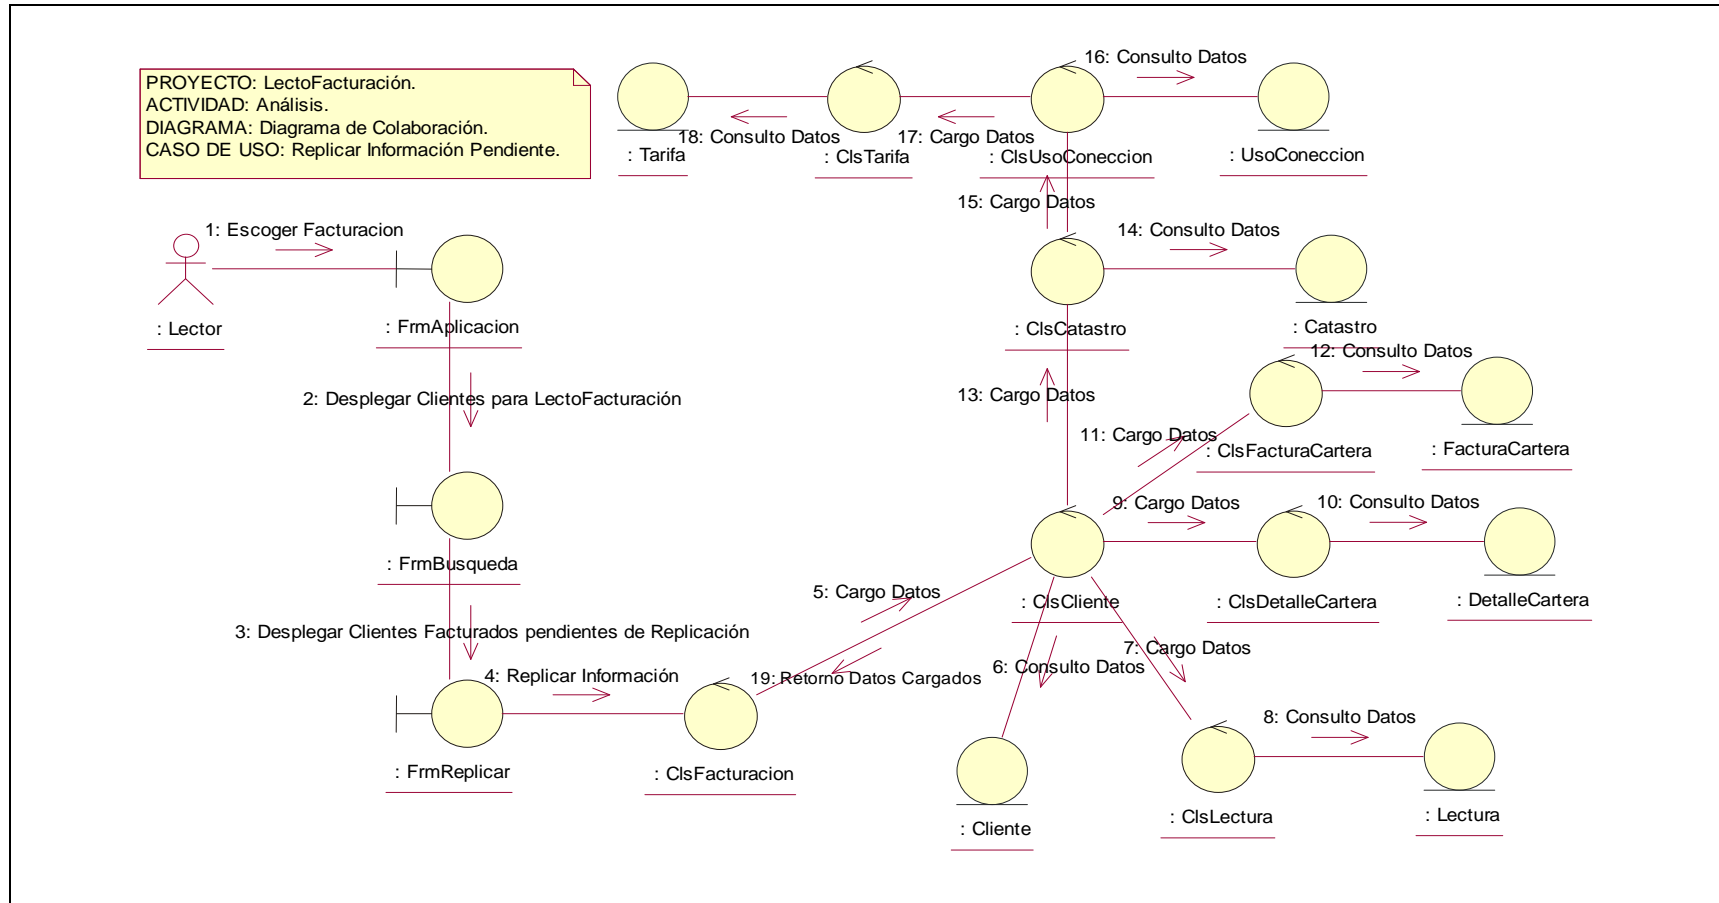 PROYECTO: LectoFacturación.
ACTIVIDAD: Análisis.
DIAGRAMA: Diagrama de Colaboración.
CASO DE USO: Replicar Información Pendiente.
16: Consulto Datos
18: Consulto Datos
17: Cargo Datos
: Tarifa
: ClsTarifa
: ClsUsoConeccion
: UsoConeccion
15: Cargo Datos
1: Escoger Facturacion
14: Consulto Datos
: Lector
: FrmAplicacion
: ClsCatastro
: Catastro
12: Consulto Datos
2: Desplegar Clientes para LectoFacturación
13: Cargo Datos
11: Cargo Datos
: ClsFacturaCartera
: FacturaCartera
9: Cargo Datos
10: Consulto Datos
: FrmBusqueda
5: Cargo Datos
: ClsCliente
: ClsDetalleCartera
: DetalleCartera
3: Desplegar Clientes Facturados pendientes de Replicación
7: Cargo Datos
6: Consulto Datos
4: Replicar Información
19: Retorno Datos Cargados
8: Consulto Datos
: FrmReplicar
: ClsFacturacion
: Cliente
: ClsLectura
: Lectura